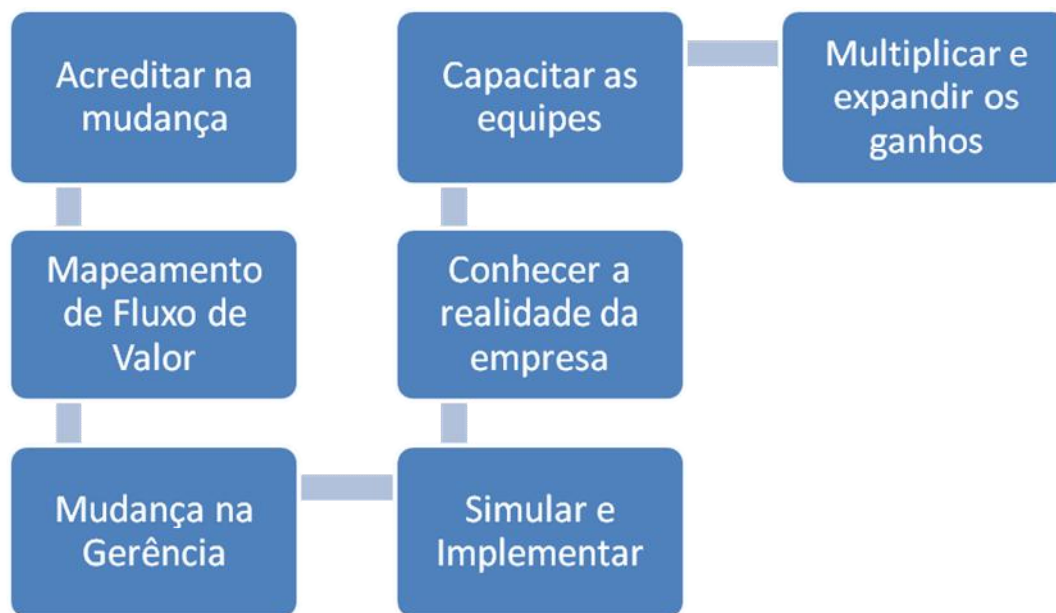 Acreditar na
mudança
Mapeamento
de Fluxo de
Valor
Mudança na
Gerência
Simular e
Implementar
Conhecer a
realidade da
empresa
Capacitar as
equipes
Multiplicar e
expandir os
ganhos